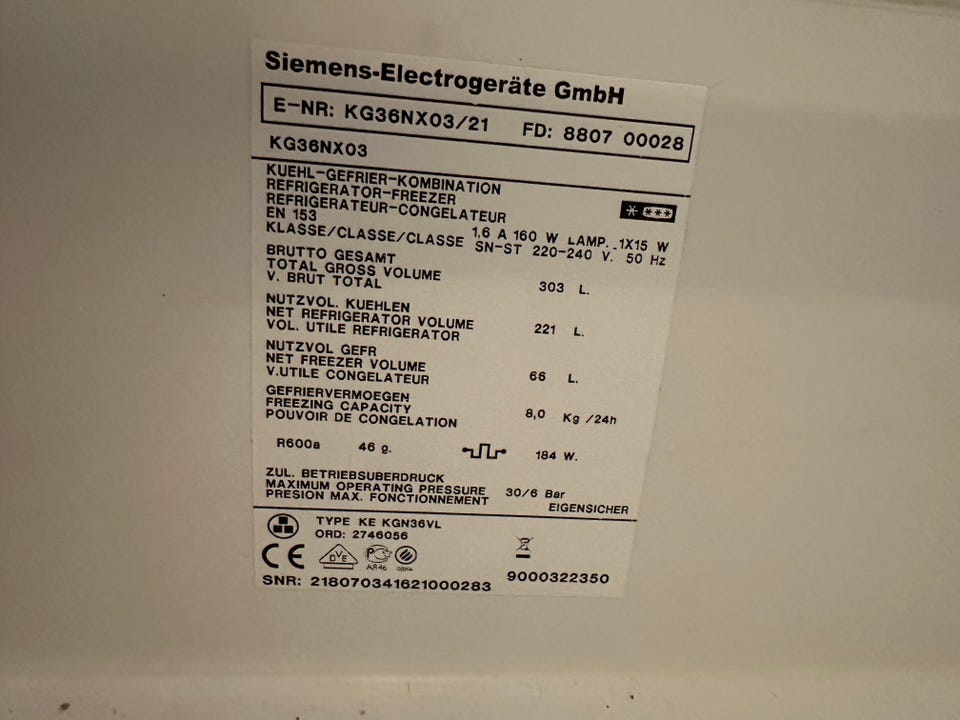 Siemens-Electrogeräte GmbH
E-NR: KG36NX03/21 FD: 8807 00028
KG36NX03
KUEHL-GEFRIER-KOMBINATION
REFRIGERATOR-FREEZER
REFRIGERATEUR-CONGELATEUR
EN 153 1,6 A 160 W LAMP. 1X15 W
KLASSE/CLASSE/CLASSE SN-ST 220-240 V. 50 Hz
BRUTTO GESAMT
TOTAL GROSS VOLUME 303 L.
V. BRUT TOTAL
NUTZVOL. KUEHLEN
NET REFRIGERATOR VOLUME 221 L.
VOL. UTILE REFRIGERATOR
NUTZVOL GEFR
NET FREEZER VOLUME 66 L.
V.UTILE CONGELATEUR
GEFRIERVERMOEGEN
FREEZING CAPACITY 8,0 Kg /24h
POUVOIR DE CONGELATION
R600a 46 g. 184 W.
ZUL. BETRIEBSUBERDRUCK
MAXIMUM OPERATING PRESSURE 30/6 Bar
PRESION MAX. FONCTIONNEMENT EIGENSICHER
TYPE KE KGN36VL
ORD: 2746056
CE DVE
АЯ46
SNR: 218070341621000283 9000322350